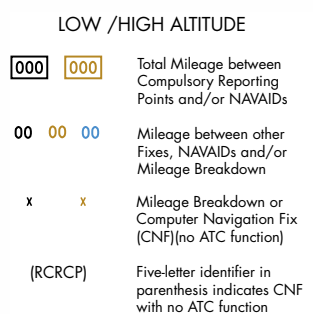 LOW /HIGH ALTITUDE
000 000 Total Mileage between
Compulsory Reporting
Points and/or NAVAIDs
00 00 00 Mileage between other
Fixes, NAVAIDs and/or
Mileage Breakdown
x x Mileage Breakdown or
Computer Navigation Fix
(CNF)(no ATC function)
(RCRCP) Five-letter identifier in
parenthesis indicates CNF
with no ATC function